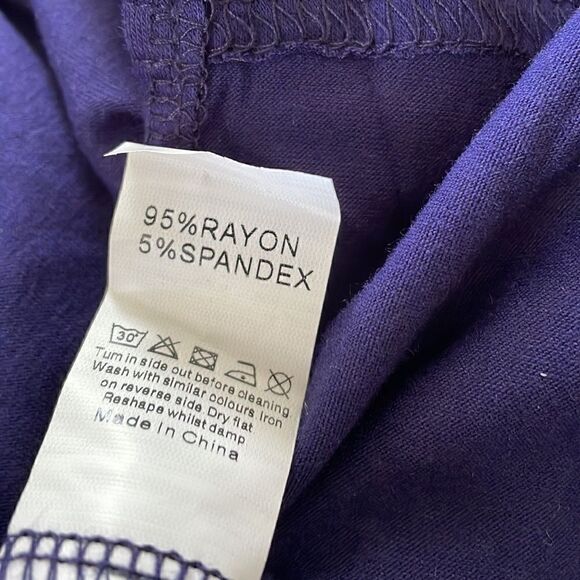 95%RAYON
5%SPANDEX
30°
Turn in side out before cleaning.
Wash with similar colours Iron
on reverse side. Dry flat
Reshape whilst damp
Made In China